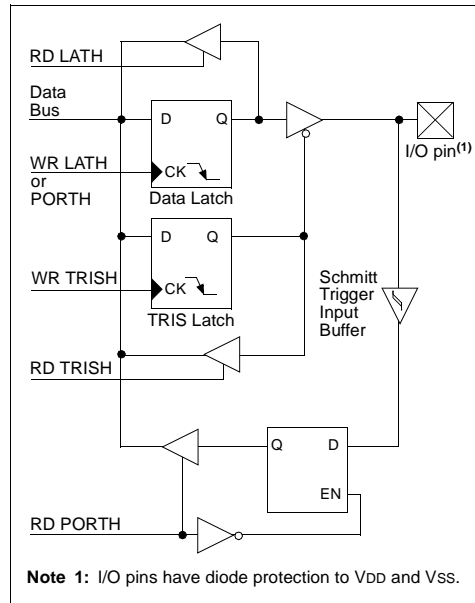 RD LATH
Data
Bus
D Q
I/O pin(1)
WR LATH
or
PORTH
CK
Data Latch
D Q
WR TRISH
CK
TRIS Latch
Schmitt
Trigger
Input
Buffer
RD TRISH
Q D
EN
RD PORTH
Note 1: I/O pins have diode protection to VDD and VSS.